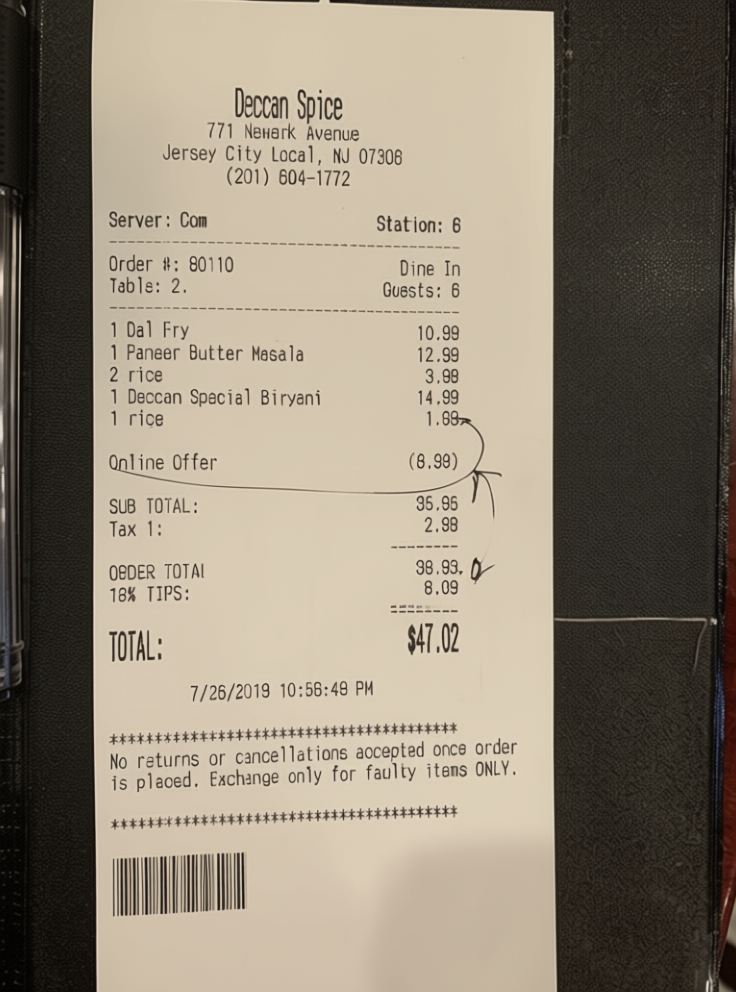 Deccan Spice
771 Newark Avenue
Jersey City Local, NJ 07306
(201) 604-1772
Server: Com Station: 6
Order #: 80110 Dine In
Table: 2. Guests: 6
1 Dal Fry 10.99
1 Paneer Butter Masala 12.99
2 rice 3.98
1 Deccan Special Biryani 14.99
1 rice 1.69
Online Offer (8.99)
SUB TOTAL: 35.95
Tax 1: 2.98
ORDER TOTAL 38.93
18% TIPS: 8.09
TOTAL: $47.02
7/26/2019 10:56:49 PM
****************************************
No returns or cancellations accepted once order
is placed. Exchange only for faulty items ONLY.
****************************************